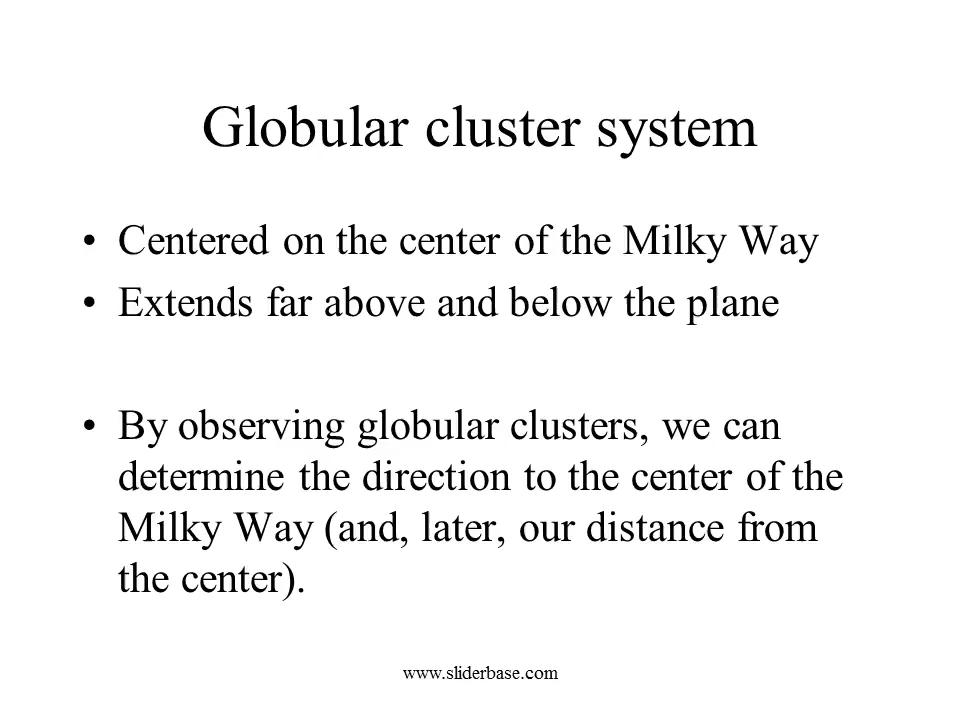 Globular cluster system
• Centered on the center of the Milky Way
• Extends far above and below the plane
• By observing globular clusters, we can
determine the direction to the center of the
Milky Way (and, later, our distance from
the center).
www.sliderbase.com